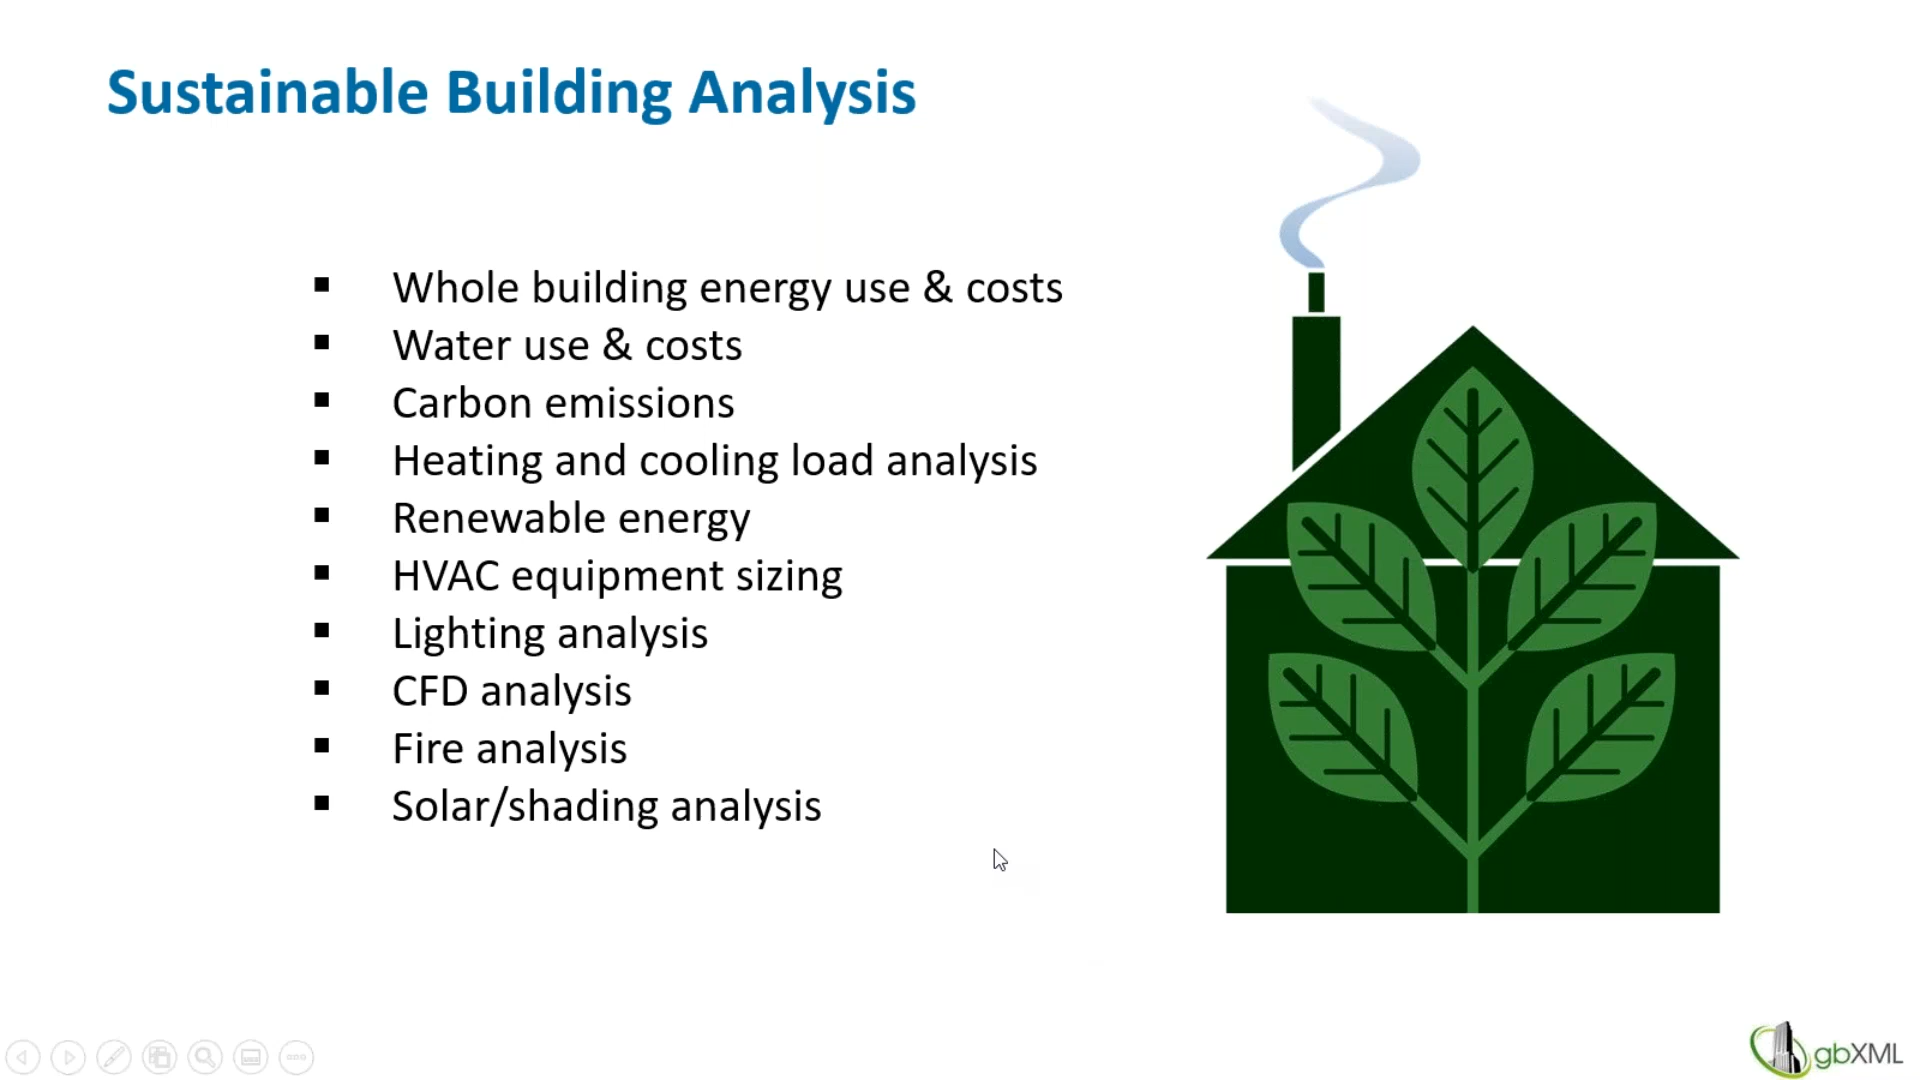 Sustainable Building Analysis
▪ Whole building energy use & costs
▪ Water use & costs
▪ Carbon emissions
▪ Heating and cooling load analysis
▪ Renewable energy
▪ HVAC equipment sizing
▪ Lighting analysis
▪ CFD analysis
▪ Fire analysis
▪ Solar/shading analysis
gbXML